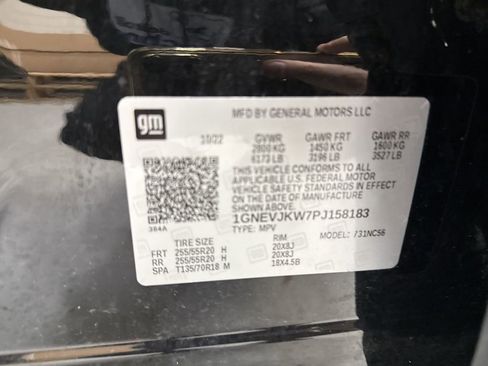 gm
MFD BY GENERAL MOTORS LLC
10/22 GVWR GAWR FRT GAWR RR
2800 KG 1450 KG 1600 KG
6173 LB 3196 LB 3527 LB
THIS VEHICLE CONFORMS TO ALL
APPLICABLE U.S. FEDERAL MOTOR
VEHICLE SAFETY STANDARDS IN EFFECT
ON THE DATE OF MANUFACTURE
SHOWN ABOVE.
1GNEVJKW7PJ158183
384A TYPE: MPV MODEL: /31NC56
TIRE SIZE RIM
FRT 255/55R20 H 20X8J
RR 255/55R20 H 20X8J
SPA T135/70R18 M 18X4.5B